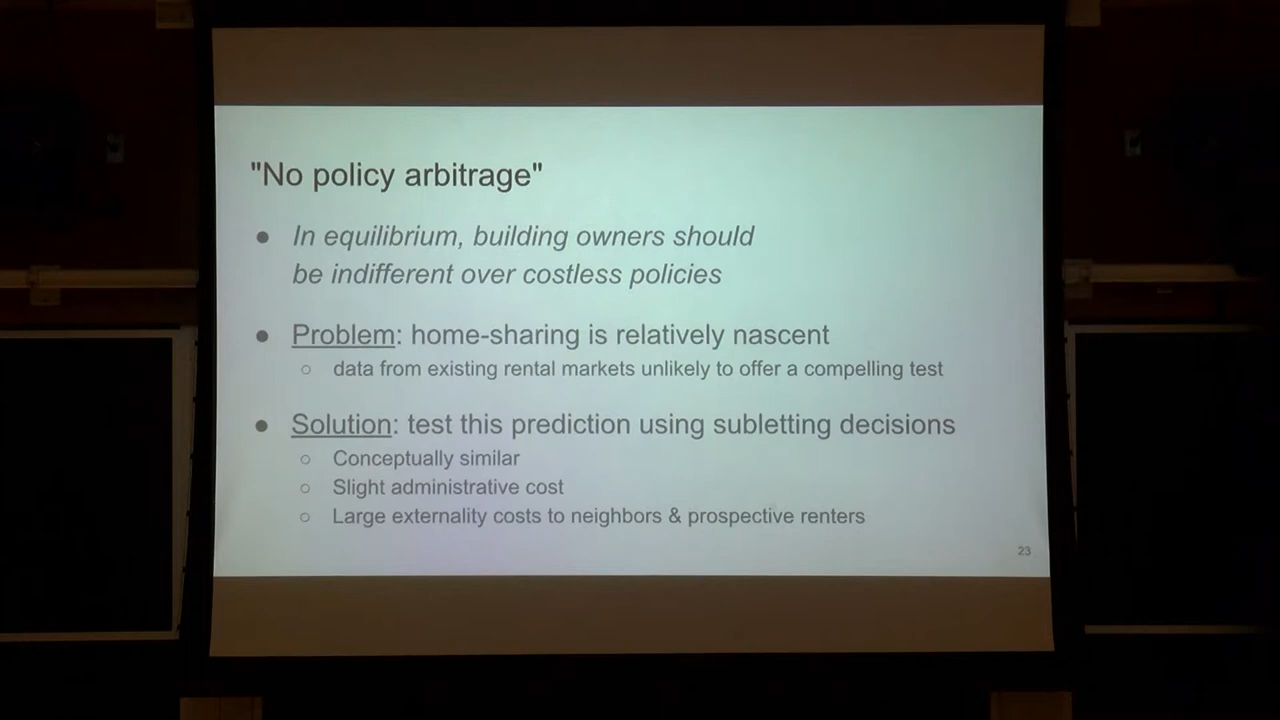 "No policy arbitrage"
● In equilibrium, building owners should
be indifferent over costless policies
● Problem: home-sharing is relatively nascent
○ data from existing rental markets unlikely to offer a compelling test
● Solution: test this prediction using subletting decisions
○ Conceptually similar
○ Slight administrative cost
○ Large externality costs to neighbors & prospective renters
23